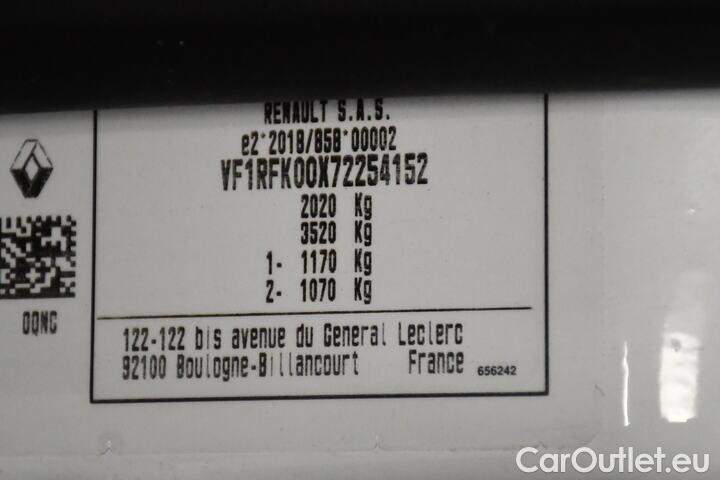 RENAULT S.A.S.
e2*2018/858*00002
VF1RFK00X72254152
2020 Kg
3520 Kg
1- 1170 Kg
2- 1070 Kg
DQNC
122-122 bis avenue du General Leclerc
92100 Boulogne-Billancourt France 656242
CarOutlet.eu